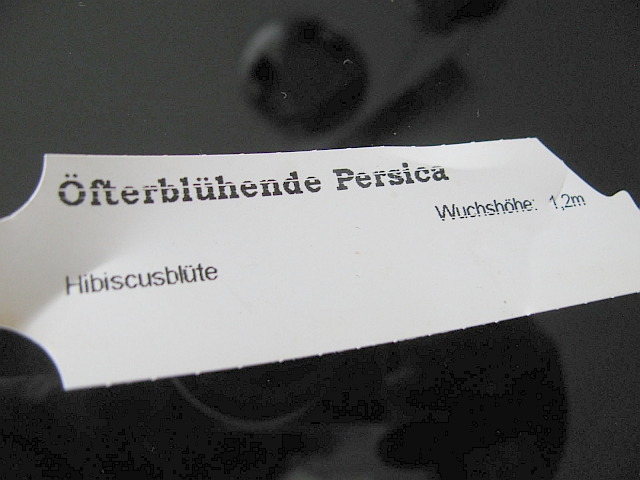 Öfterblühende Persica
Wuchshöhe: 1,2m
Hibiscusblüte